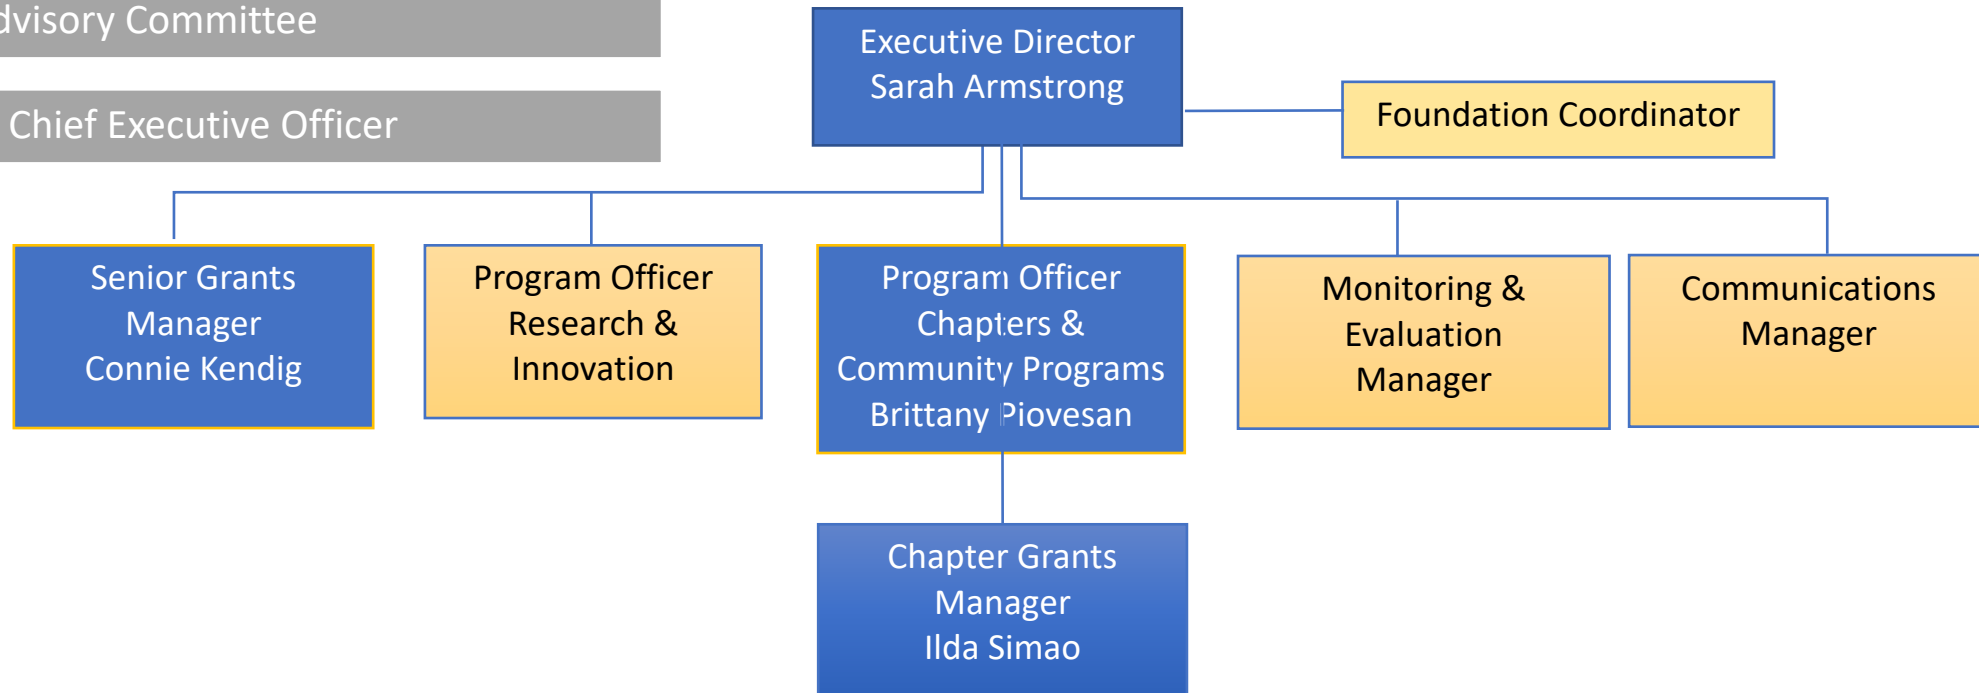 dvisory Committee
Chief Executive Officer
Executive Director
Sarah Armstrong
Foundation Coordinator
Senior Grants
Manager
Connie Kendig
Program Officer
Research &
Innovation
Program Officer
Chapters &
Community Programs
Brittany Piovesan
Monitoring &
Evaluation
Manager
Communications
Manager
Chapter Grants
Manager
Ilda Simao